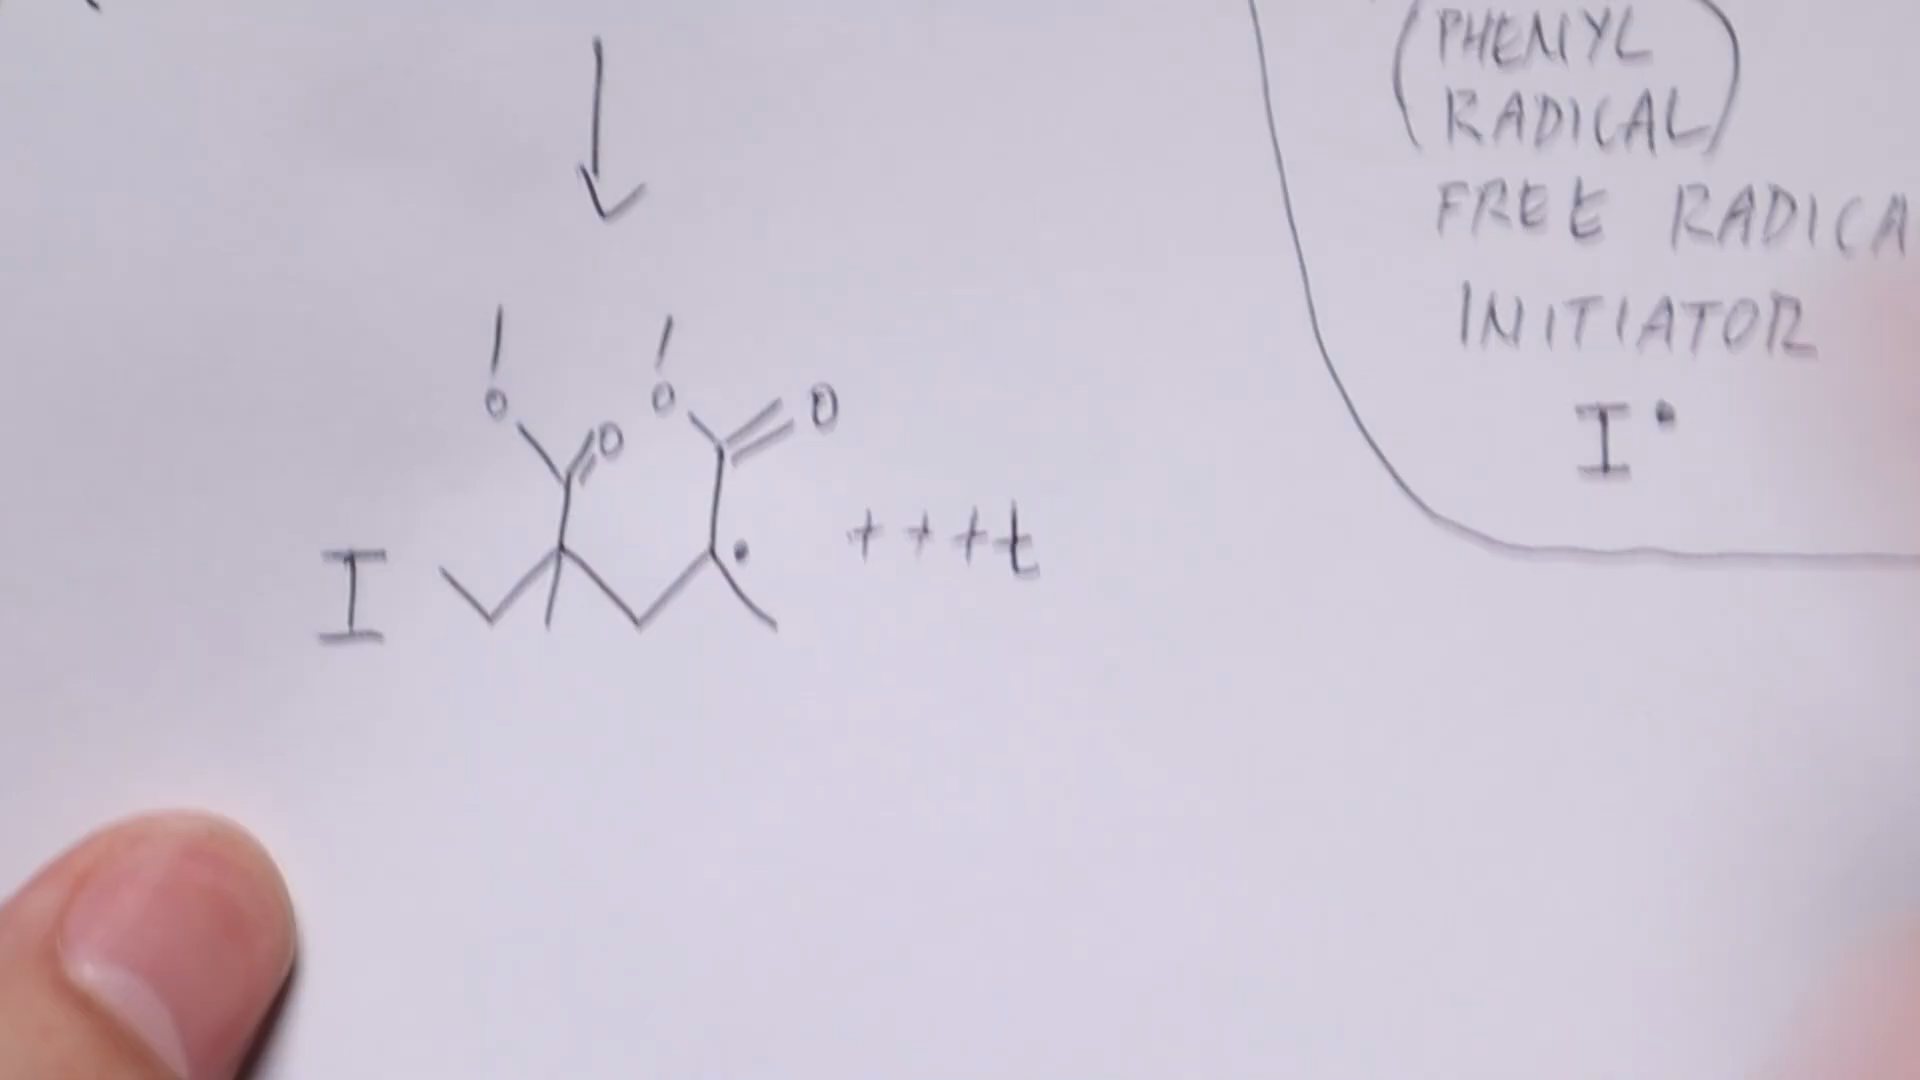 (PHENYL
RADICAL)
FREE RADICA
INITIATOR
I•
O O O
O
I • + + + t